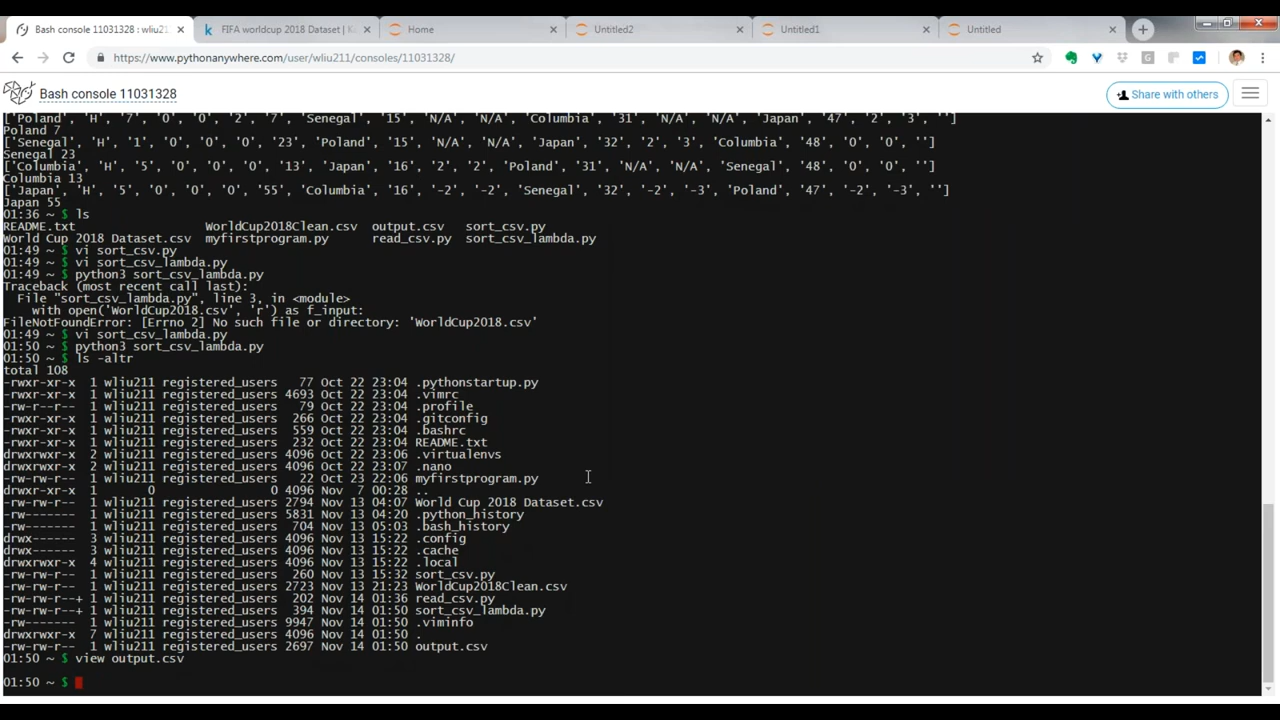 Bash console 11031328 : wliu21
FIFA worldcup 2018 Dataset | K
Home
Untitled2
Untitled1
Untitled
https://www.pythonanywhere.com/user/wliu211/consoles/11031328/
Bash console 11031328
Share with others
['Poland', 'H', '7', '0', '0', '2', '7', 'Senegal', '15', 'N/A', 'N/A', 'Columbia', '31', 'N/A', 'N/A', 'Japan', '47', '2', '3', '']
Poland 7
['Senegal', 'H', '1', '0', '0', '0', '23', 'Poland', '15', 'N/A', 'N/A', 'Japan', '32', '2', '3', 'Columbia', '48', '0', '0', '']
Senegal 23
['Columbia', 'H', '5', '0', '0', '0', '13', 'Japan', '16', '2', '2', 'Poland', '31', 'N/A', 'N/A', 'Senegal', '48', '0', '0', '']
Columbia 13
['Japan', 'H', '5', '0', '0', '0', '55', 'Columbia', '16', '-2', '-2', 'Senegal', '32', '-2', '-3', 'Poland', '47', '-2', '-3', '']
Japan 55
01:36 ~ $ ls
README.txt WorldCup2018Clean.csv output.csv sort_csv.py
World Cup 2018 Dataset.csv myfirstprogram.py read_csv.py sort_csv_lambda.py
01:49 ~ $ vi sort_csv.py
01:49 ~ $ vi sort_csv_lambda.py
01:49 ~ $ python3 sort_csv_lambda.py
Traceback (most recent call last):
File "sort_csv_lambda.py", line 3, in <module>
with open('WorldCup2018.csv', 'r') as f_input:
FileNotFoundError: [Errno 2] No such file or directory: 'WorldCup2018.csv'
01:49 ~ $ vi sort_csv_lambda.py
01:50 ~ $ python3 sort_csv_lambda.py
01:50 ~ $ ls -altr
total 108
-rwxr-xr-x 1 wliu211 registered_users 77 Oct 22 23:04 .pythonstartup.py
-rwxr-xr-x 1 wliu211 registered_users 4693 Oct 22 23:04 .vimrc
-rw-r--r-- 1 wliu211 registered_users 79 Oct 22 23:04 .profile
-rwxr-xr-x 1 wliu211 registered_users 266 Oct 22 23:04 .gitconfig
-rwxr-xr-x 1 wliu211 registered_users 559 Oct 22 23:04 .bashrc
-rwxr-xr-x 1 wliu211 registered_users 232 Oct 22 23:04 README.txt
drwxrwxr-x 2 wliu211 registered_users 4096 Oct 22 23:06 .virtualenvs
drwxrwxr-x 2 wliu211 registered_users 4096 Oct 22 23:07 .nano
-rw-rw-r-- 1 wliu211 registered_users 22 Oct 23 22:06 myfirstprogram.py
drwxr-xr-x 1 0 0 4096 Nov 7 00:28 ..
-rw-rw-r-- 1 wliu211 registered_users 2794 Nov 13 04:07 World Cup 2018 Dataset.csv
-rw------- 1 wliu211 registered_users 5831 Nov 13 04:20 .python_history
-rw------- 1 wliu211 registered_users 704 Nov 13 05:03 .bash_history
drwx------ 3 wliu211 registered_users 4096 Nov 13 15:22 .config
drwx------ 3 wliu211 registered_users 4096 Nov 13 15:22 .cache
drwxrwxr-x 4 wliu211 registered_users 4096 Nov 13 15:22 .local
-rw-rw-r-- 1 wliu211 registered_users 260 Nov 13 15:32 sort_csv.py
-rw-rw-r-- 1 wliu211 registered_users 2723 Nov 13 21:23 WorldCup2018Clean.csv
-rw-rw-r--+ 1 wliu211 registered_users 202 Nov 14 01:36 read_csv.py
-rw-rw-r--+ 1 wliu211 registered_users 394 Nov 14 01:50 sort_csv_lambda.py
-rw------- 1 wliu211 registered_users 9947 Nov 14 01:50 .viminfo
drwxrwxr-x 7 wliu211 registered_users 4096 Nov 14 01:50 .
-rw-rw-r-- 1 wliu211 registered_users 2697 Nov 14 01:50 output.csv
01:50 ~ $ view output.csv
01:50 ~ $